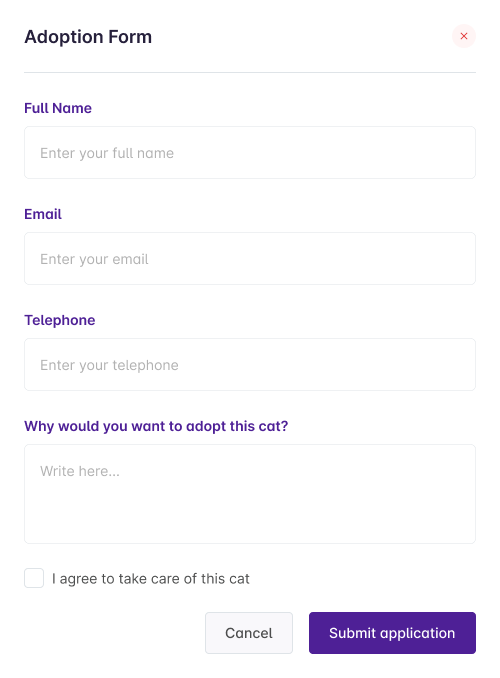 Adoption Form
Full Name
Enter your full name
Email
Enter your email
Telephone
Enter your telephone
Why would you want to adopt this cat?
Write here...
I agree to take care of this cat
Cancel
Submit application